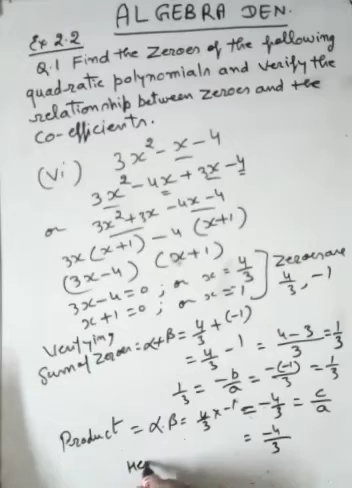 ALGEBRA DEN.
Ex 2.2
Q.1 Find the zeroes of the following
quadratic polynomials and verify the
relationship between zeroes and the
co-efficients.
(vi) 3x² - x - 4
3x² - 4x + 3x - 4
or 3x² + 3x - 4x - 4
3x(x+1) - 4(x+1)
(3x-4) (x+1)
3x-4=0 ; or x = 4/3 ] zeroes are
x+1=0 ; or x = 1 ] 4/3, -1
Verifying
Sum of zeroes = α+β = 4/3 + (-1)
= 4/3 - 1 = 4-3/3 = 1/3
1/3 = -b/a = -(-1)/3 = 1/3
Product = α.β = 4/3 x -1 = -4/3 = c/a
= -4/3